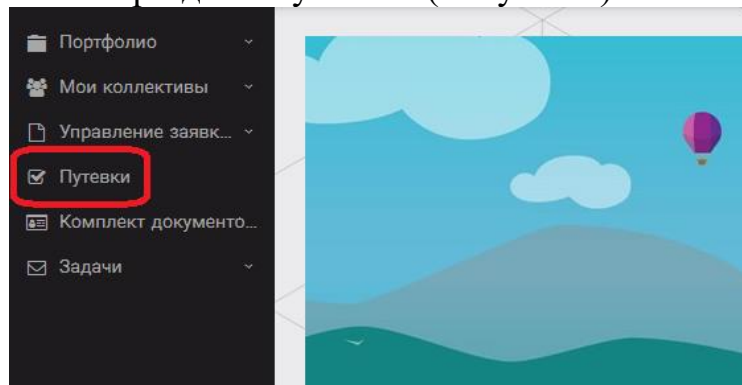 Портфолио
Мои коллективы
Управление заявк...
Путевки
Комплект документо...
Задачи